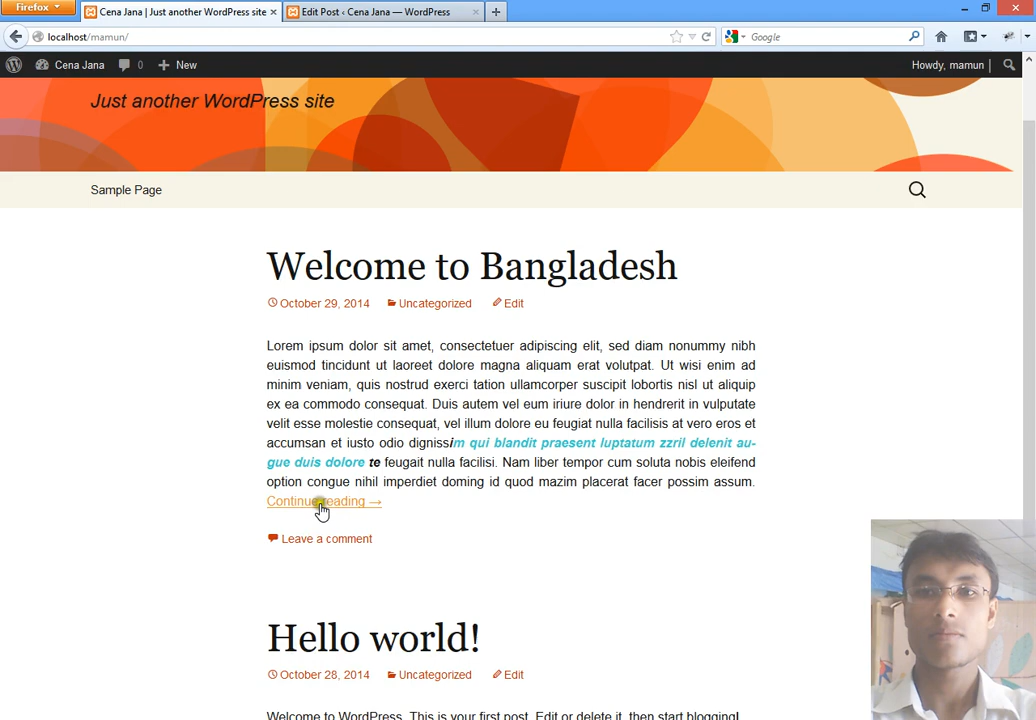 Firefox
Cena Jana | Just another WordPress site
Edit Post ‹ Cena Jana — WordPress
localhost/mamun/
Google
Cena Jana
0
New
Howdy, mamun
Just another WordPress site
Sample Page
Welcome to Bangladesh
October 29, 2014 Uncategorized Edit
Lorem ipsum dolor sit amet, consectetuer adipiscing elit, sed diam nonummy nibh
euismod tincidunt ut laoreet dolore magna aliquam erat volutpat. Ut wisi enim ad
minim veniam, quis nostrud exerci tation ullamcorper suscipit lobortis nisl ut aliquip
ex ea commodo consequat. Duis autem vel eum iriure dolor in hendrerit in vulputate
velit esse molestie consequat, vel illum dolore eu feugiat nulla facilisis at vero eros et
accumsan et iusto odio dignissim qui blandit praesent luptatum zzril delenit au-
gue duis dolore te feugait nulla facilisi. Nam liber tempor cum soluta nobis eleifend
option congue nihil imperdiet doming id quod mazim placerat facer possim assum.
Continue reading →
Leave a comment
Hello world!
October 28, 2014 Uncategorized Edit
Welcome to WordPress. This is your first post. Edit or delete it, then start blogging!